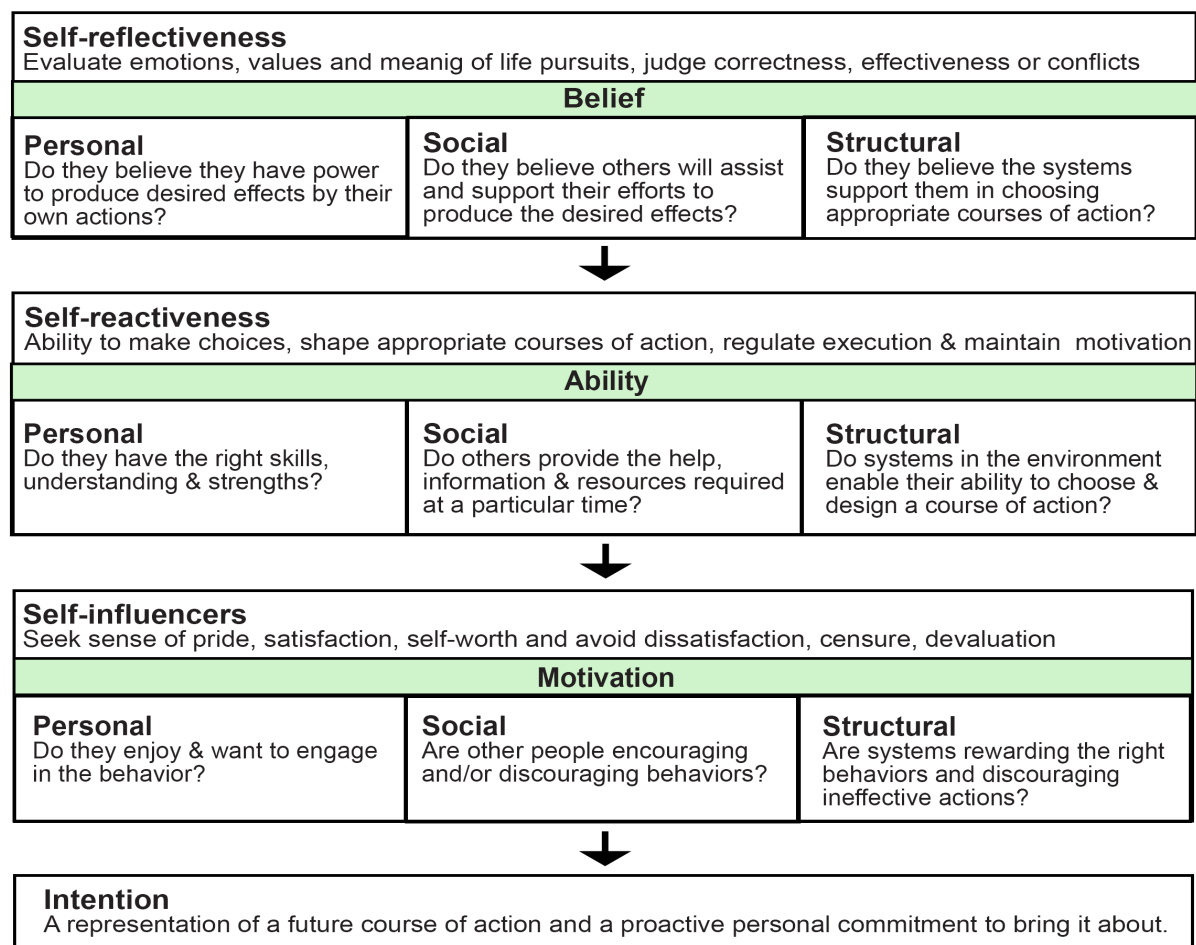 Self-reflectiveness
Evaluate emotions, values and meanig of life pursuits, judge correctness, effectiveness or conflicts
Belief
Personal
Do they believe they have power
to produce desired effects by their
own actions?
Social
Do they believe others will assist
and support their efforts to
produce the desired effects?
Structural
Do they believe the systems
support them in choosing
appropriate courses of action?
Self-reactiveness
Ability to make choices, shape appropriate courses of action, regulate execution & maintain motivation
Ability
Personal
Do they have the right skills,
understanding & strengths?
Social
Do others provide the help,
information & resources required
at a particular time?
Structural
Do systems in the environment
enable their ability to choose &
design a course of action?
Self-influencers
Seek sense of pride, satisfaction, self-worth and avoid dissatisfaction, censure, devaluation
Motivation
Personal
Do they enjoy & want to engage
in the behavior?
Social
Are other people encouraging
and/or discouraging behaviors?
Structural
Are systems rewarding the right
behaviors and discouraging
ineffective actions?
Intention
A representation of a future course of action and a proactive personal commitment to bring it about.